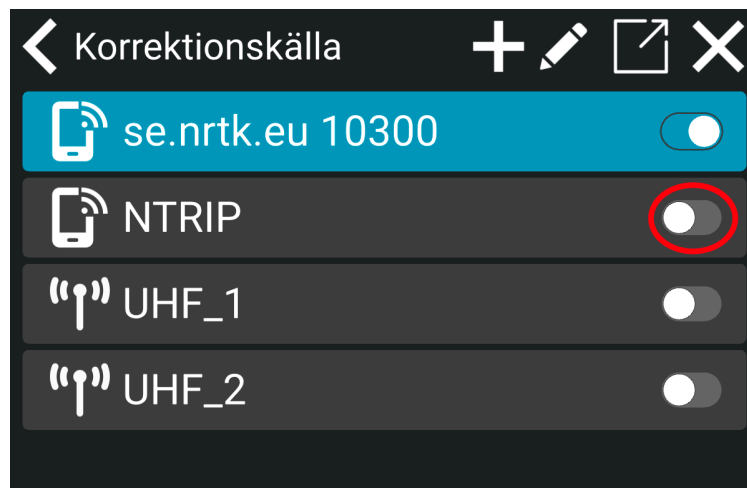 Korrektionskälla
se.nrtk.eu 10300
NTRIP
UHF_1
UHF_2